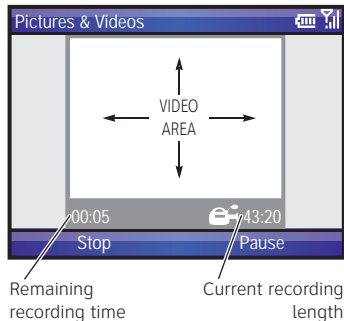 Pictures & Videos
VIDEO
AREA
00:05
43:20
Stop Pause
Remaining
recording time
Current recording
length